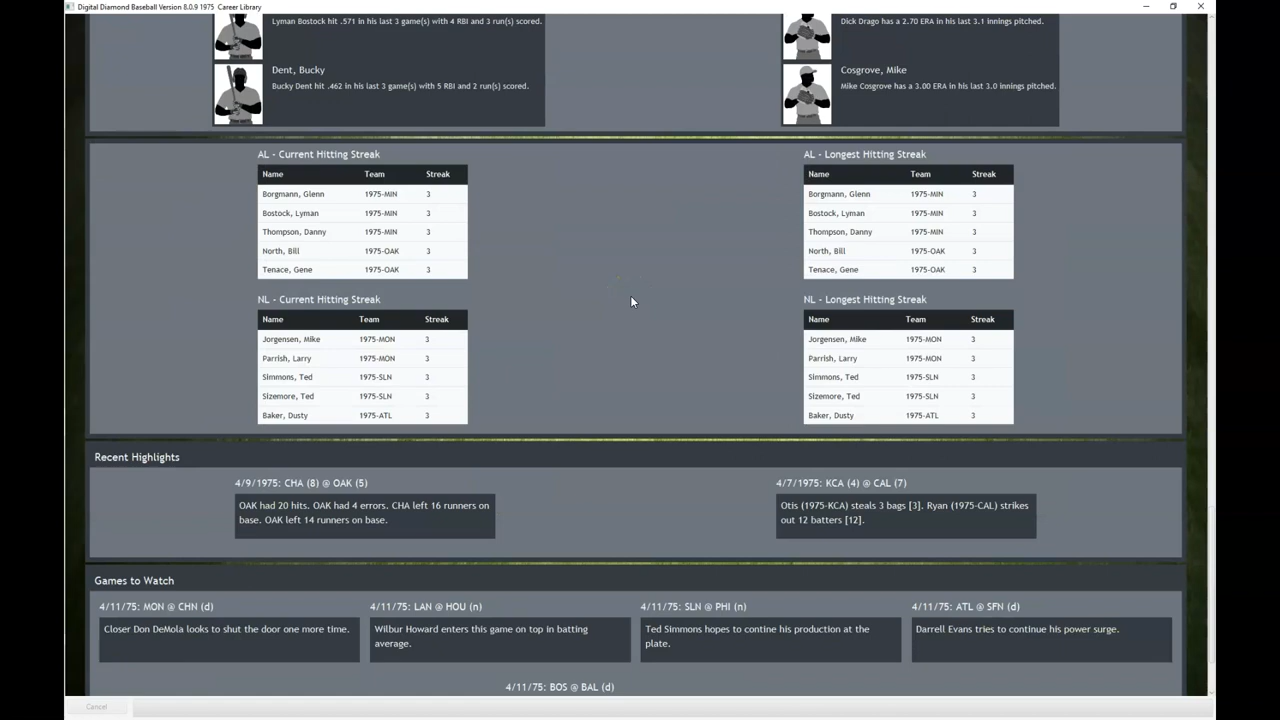 Digital Diamond Baseball Version 8.0.9 1975 Career Library
Lyman Bostock hit .571 in his last 3 game(s) with 4 RBI and 3 run(s) scored.
Dent, Bucky
Bucky Dent hit .462 in his last 3 game(s) with 5 RBI and 2 run(s) scored.
Dick Drago has a 2.70 ERA in his last 3.1 innings pitched.
Cosgrove, Mike
Mike Cosgrove has a 3.00 ERA in his last 3.0 innings pitched.
AL - Current Hitting Streak
Name Team Streak
Borgmann, Glenn 1975-MIN 3
Bostock, Lyman 1975-MIN 3
Thompson, Danny 1975-MIN 3
North, Bill 1975-OAK 3
Tenace, Gene 1975-OAK 3
AL - Longest Hitting Streak
Name Team Streak
Borgmann, Glenn 1975-MIN 3
Bostock, Lyman 1975-MIN 3
Thompson, Danny 1975-MIN 3
North, Bill 1975-OAK 3
Tenace, Gene 1975-OAK 3
NL - Current Hitting Streak
Name Team Streak
Jorgensen, Mike 1975-MON 3
Parrish, Larry 1975-MON 3
Simmons, Ted 1975-SLN 3
Sizemore, Ted 1975-SLN 3
Baker, Dusty 1975-ATL 3
NL - Longest Hitting Streak
Name Team Streak
Jorgensen, Mike 1975-MON 3
Parrish, Larry 1975-MON 3
Simmons, Ted 1975-SLN 3
Sizemore, Ted 1975-SLN 3
Baker, Dusty 1975-ATL 3
Recent Highlights
4/9/1975: CHA (8) @ OAK (5)
OAK had 20 hits. OAK had 4 errors. CHA left 16 runners on
base. OAK left 14 runners on base.
4/7/1975: KCA (4) @ CAL (7)
Otis (1975-KCA) steals 3 bags [3]. Ryan (1975-CAL) strikes
out 12 batters [12].
Games to Watch
4/11/75: MON @ CHN (d)
Closer Don DeMola looks to shut the door one more time.
4/11/75: LAN @ HOU (n)
Wilbur Howard enters this game on top in batting
average.
4/11/75: SLN @ PHI (n)
Ted Simmons hopes to contine his production at the
plate.
4/11/75: ATL @ SFN (d)
Darrell Evans tries to continue his power surge.
4/11/75: BOS @ BAL (d)
Cancel